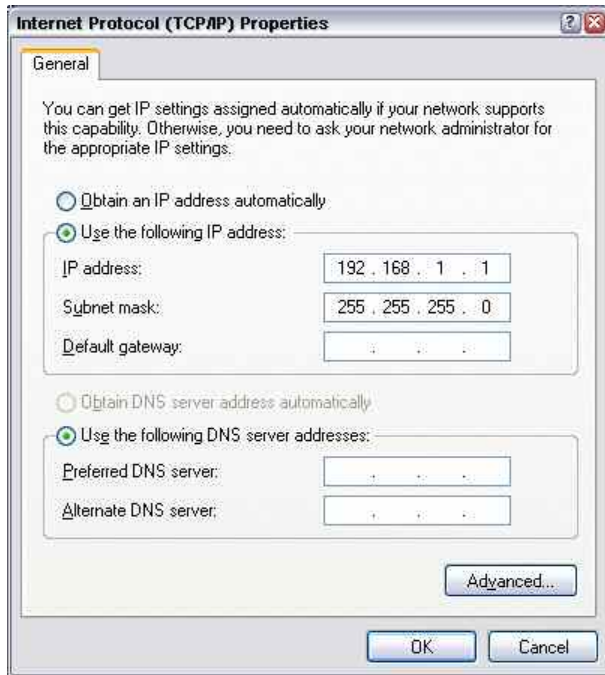 Internet Protocol (TCP/IP) Properties
General
You can get IP settings assigned automatically if your network supports
this capability. Otherwise, you need to ask your network administrator for
the appropriate IP settings.
Obtain an IP address automatically
Use the following IP address:
IP address: 192 . 168 . 1 . 1
Subnet mask: 255 . 255 . 255 . 0
Default gateway: . . .
Obtain DNS server address automatically
Use the following DNS server addresses:
Preferred DNS server: . . .
Alternate DNS server: . . .
Advanced...
OK Cancel